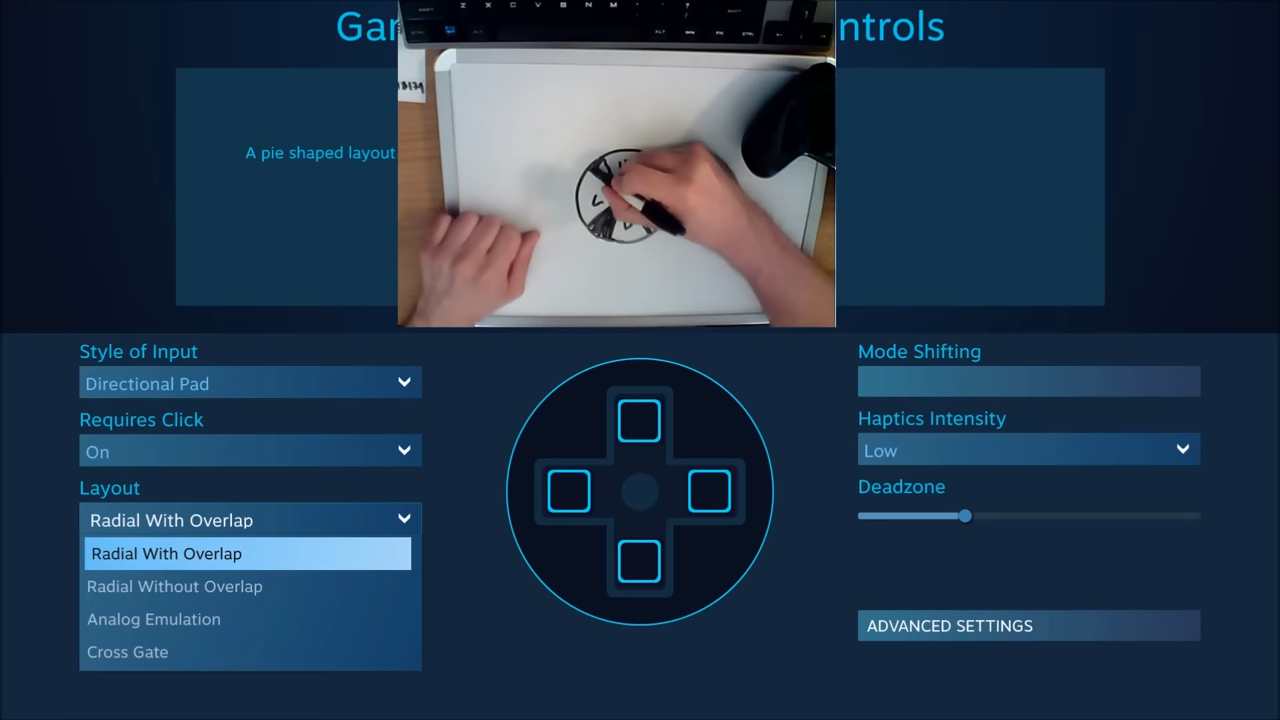 Gar
ntrols
A pie shaped layout
Z X C V B N M
ALT
L
Style of Input
Directional Pad
Requires Click
On
Layout
Radial With Overlap
Radial With Overlap
Radial Without Overlap
Analog Emulation
Cross Gate
Mode Shifting
Haptics Intensity
Low
Deadzone
ADVANCED SETTINGS